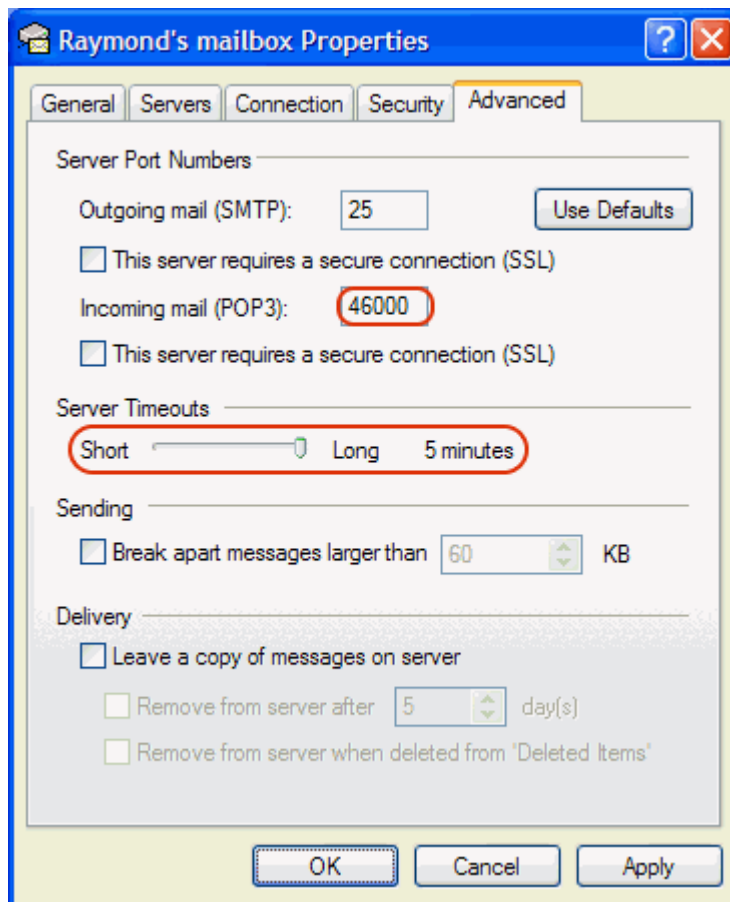 Raymond's mailbox Properties
General Servers Connection Security Advanced
Server Port Numbers
Outgoing mail (SMTP): 25 Use Defaults
This server requires a secure connection (SSL)
Incoming mail (POP3): 46000
This server requires a secure connection (SSL)
Server Timeouts
Short Long 5 minutes
Sending
Break apart messages larger than 60 KB
Delivery
Leave a copy of messages on server
Remove from server after 5 day(s)
Remove from server when deleted from 'Deleted Items'
OK Cancel Apply